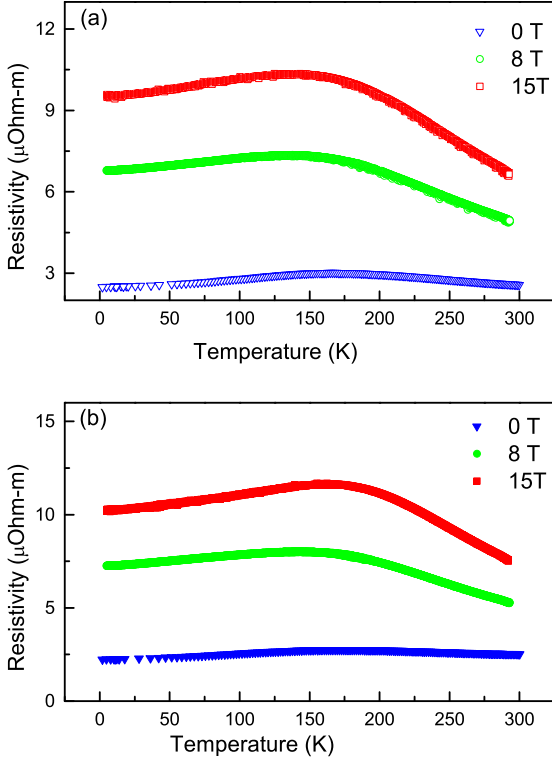 (a)
0 T
8 T
15T
12
9
6
3
Resistivity (μOhm-m)
0 50 100 150 200 250 300
Temperature (K)
(b)
0 T
8 T
15T
15
10
5
0
Resistivity (μOhm-m)
0 50 100 150 200 250 300
Temperature (K)